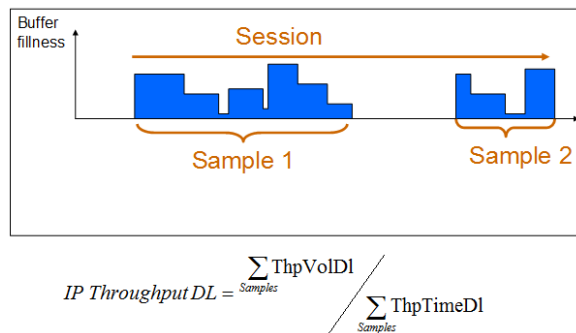 Buffer
fillness
Session
Sample 1
Sample 2
IP Throughput DL = ∑ ThpVolDl / ∑ ThpTimeDl
Samples
Samples